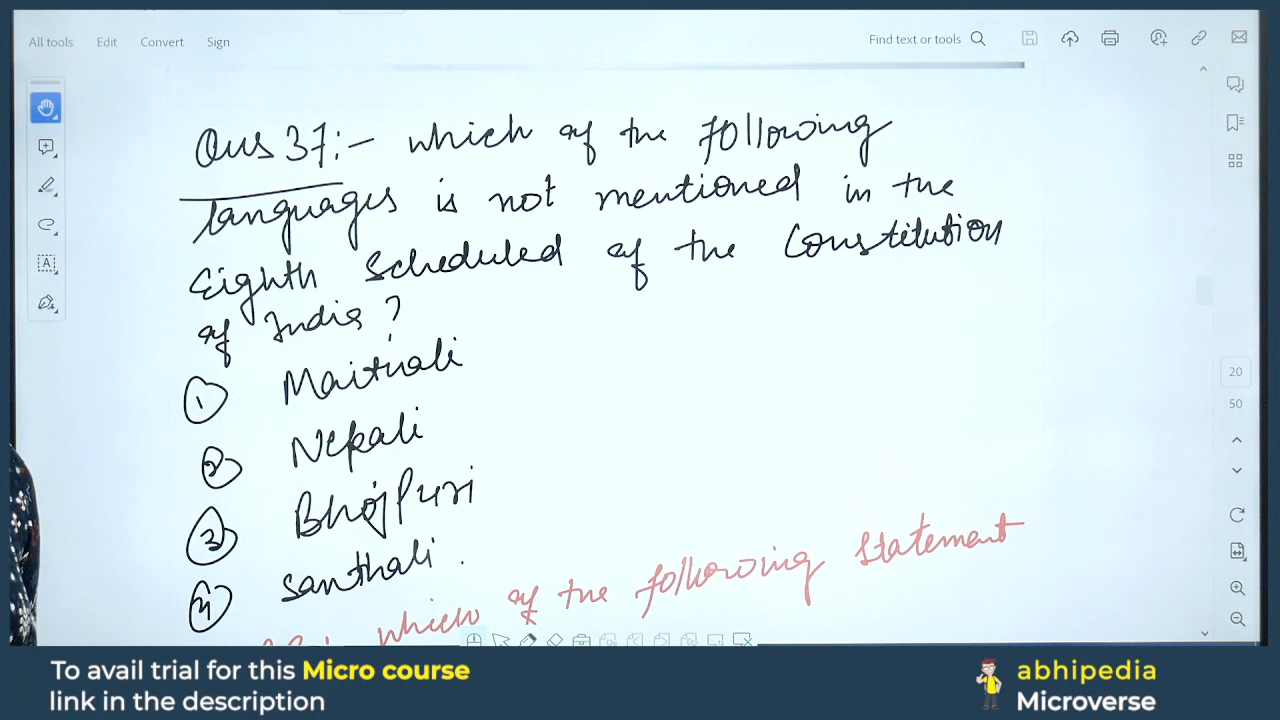 All tools Edit Convert Sign Find text or tools
Ques 37:- which of the following
languages is not mentioned in the
Eighth Scheduled of the Constitution
of India ?
1 Maithali
2 Nepali
3 Bhojpuri
4 Santhali .
which of the following statement
20
50
To avail trial for this Micro course
link in the description
abhipedia
Microverse